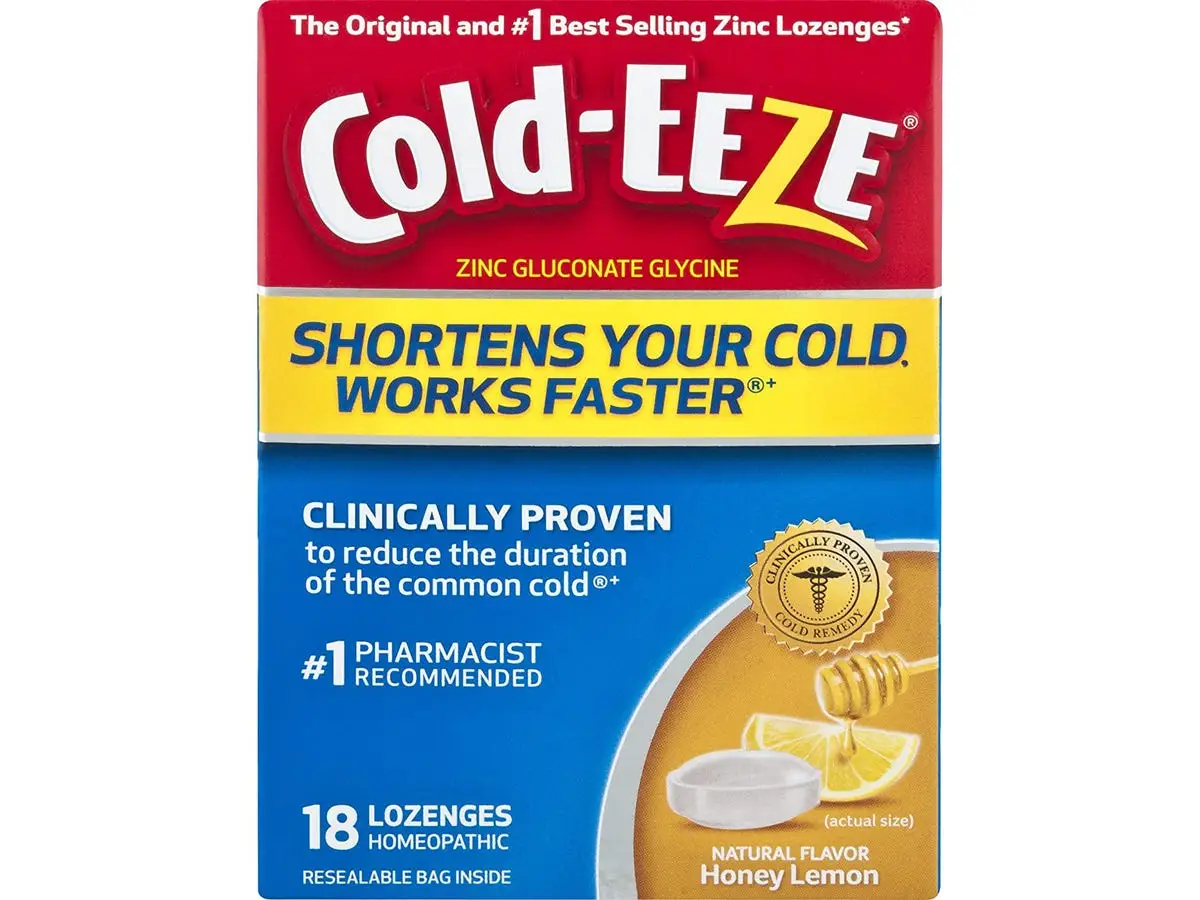 The Original and #1 Best Selling Zinc Lozenges*
Cold-EEZE®
ZINC GLUCONATE GLYCINE
SHORTENS YOUR COLD,
WORKS FASTER®+
CLINICALLY PROVEN
to reduce the duration
of the common cold®+
CLINICALLY PROVEN
COLD REMEDY
#1 PHARMACIST
RECOMMENDED
18 LOZENGES
HOMEOPATHIC
(actual size)
NATURAL FLAVOR
Honey Lemon
RESEALABLE BAG INSIDE